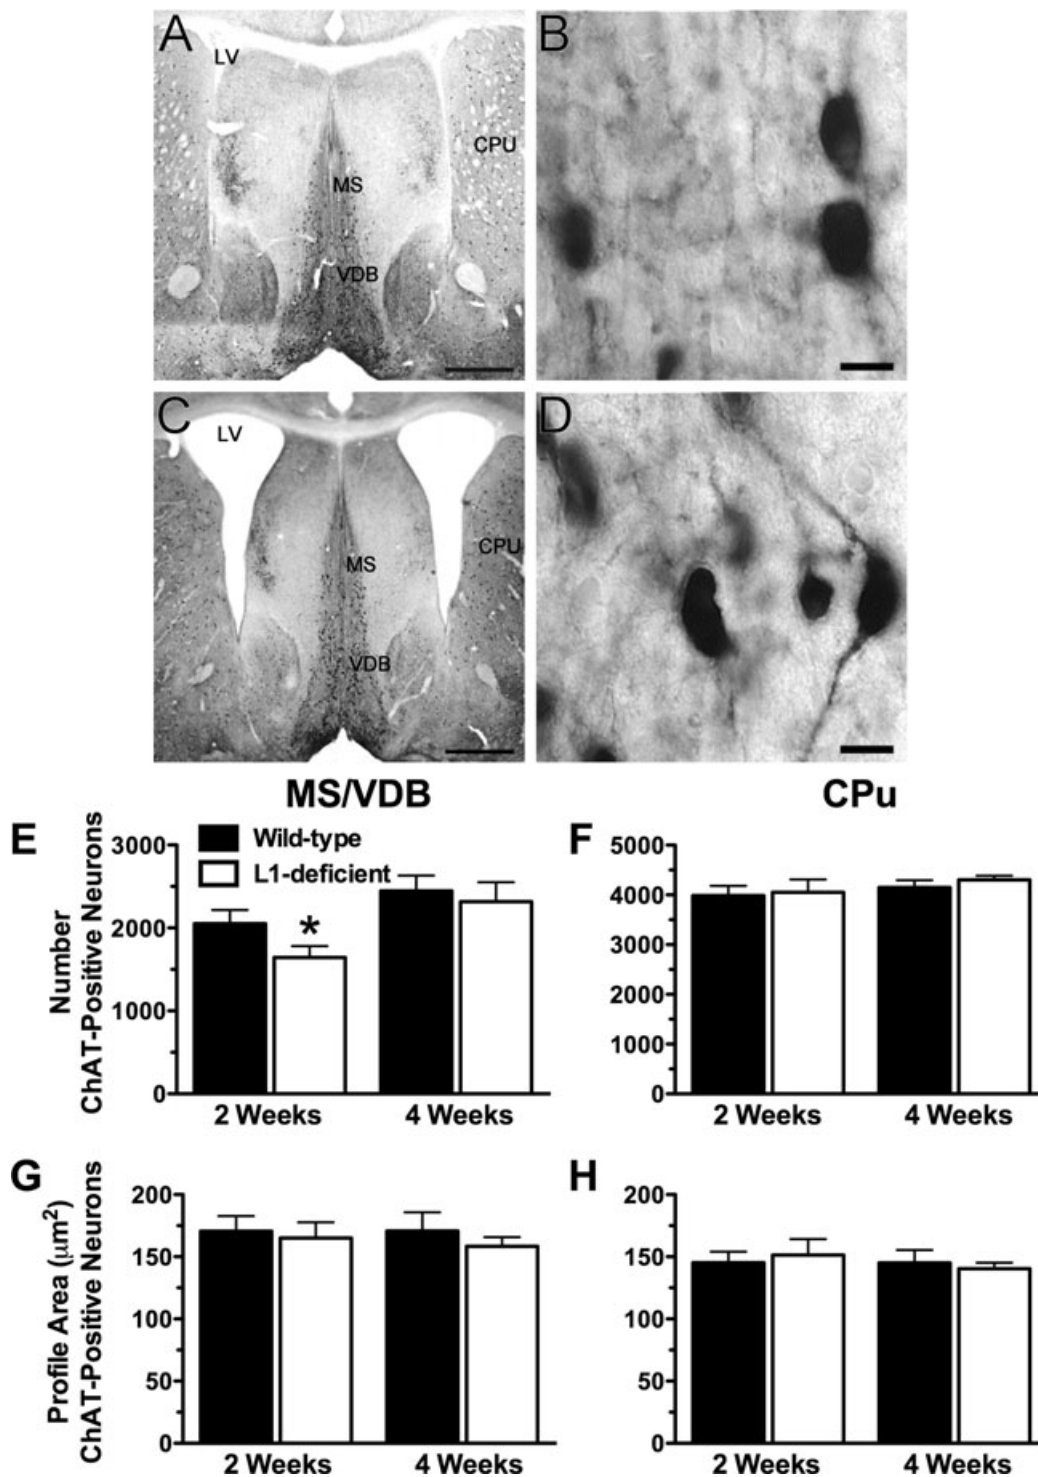 A
LV
CPU
MS
VDB
B
C
LV
CPU
MS
VDB
D
MS/VDB
CPu
E
Number
ChAT-Positive Neurons
3000
2000
1000
0
Wild-type
L1-deficient
*
2 Weeks
4 Weeks
F
5000
4000
3000
2000
1000
0
2 Weeks
4 Weeks
G
Profile Area (μm²)
ChAT-Positive Neurons
200
150
100
50
0
2 Weeks
4 Weeks
H
200
150
100
50
0
2 Weeks
4 Weeks